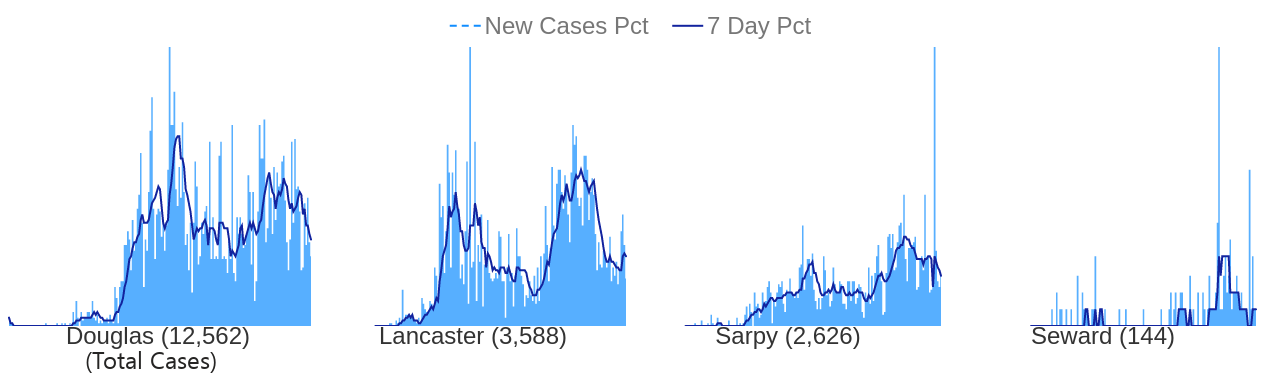 New Cases Pct 7 Day Pct
Douglas (12,562) Lancaster (3,588) Sarpy (2,626) Seward (144)
(Total Cases)